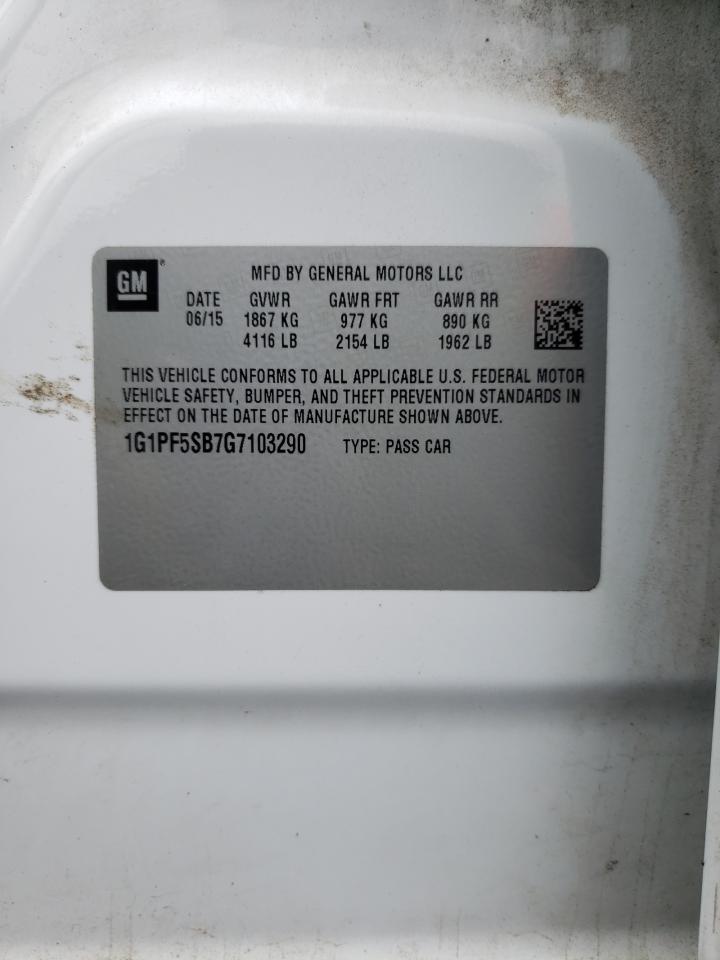 GM ® MFD BY GENERAL MOTORS LLC
DATE GVWR GAWR FRT GAWR RR
06/15 1867 KG 977 KG 890 KG
4116 LB 2154 LB 1962 LB
THIS VEHICLE CONFORMS TO ALL APPLICABLE U.S. FEDERAL MOTOR
VEHICLE SAFETY, BUMPER, AND THEFT PREVENTION STANDARDS IN
EFFECT ON THE DATE OF MANUFACTURE SHOWN ABOVE.
1G1PF5SB7G7103290 TYPE: PASS CAR